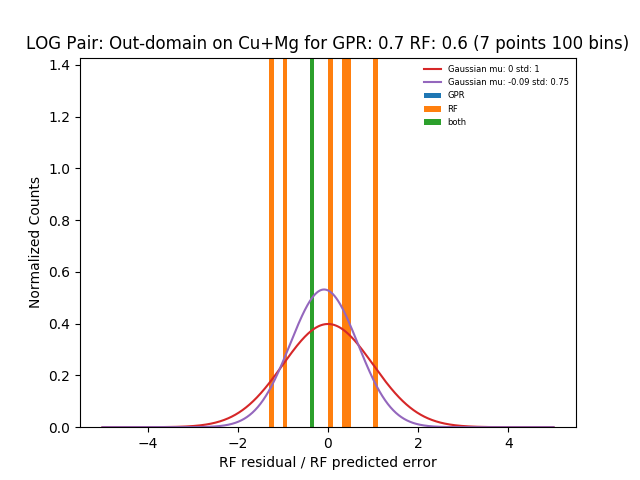 LOG Pair: Out-domain on Cu+Mg for GPR: 0.7 RF: 0.6 (7 points 100 bins)
Gaussian mu: 0 std: 1
Gaussian mu: -0.09 std: 0.75
GPR
RF
both
1.4
1.2
1.0
0.8
0.6
0.4
0.2
0.0
Normalized Counts
−4 −2 0 2 4
RF residual / RF predicted error